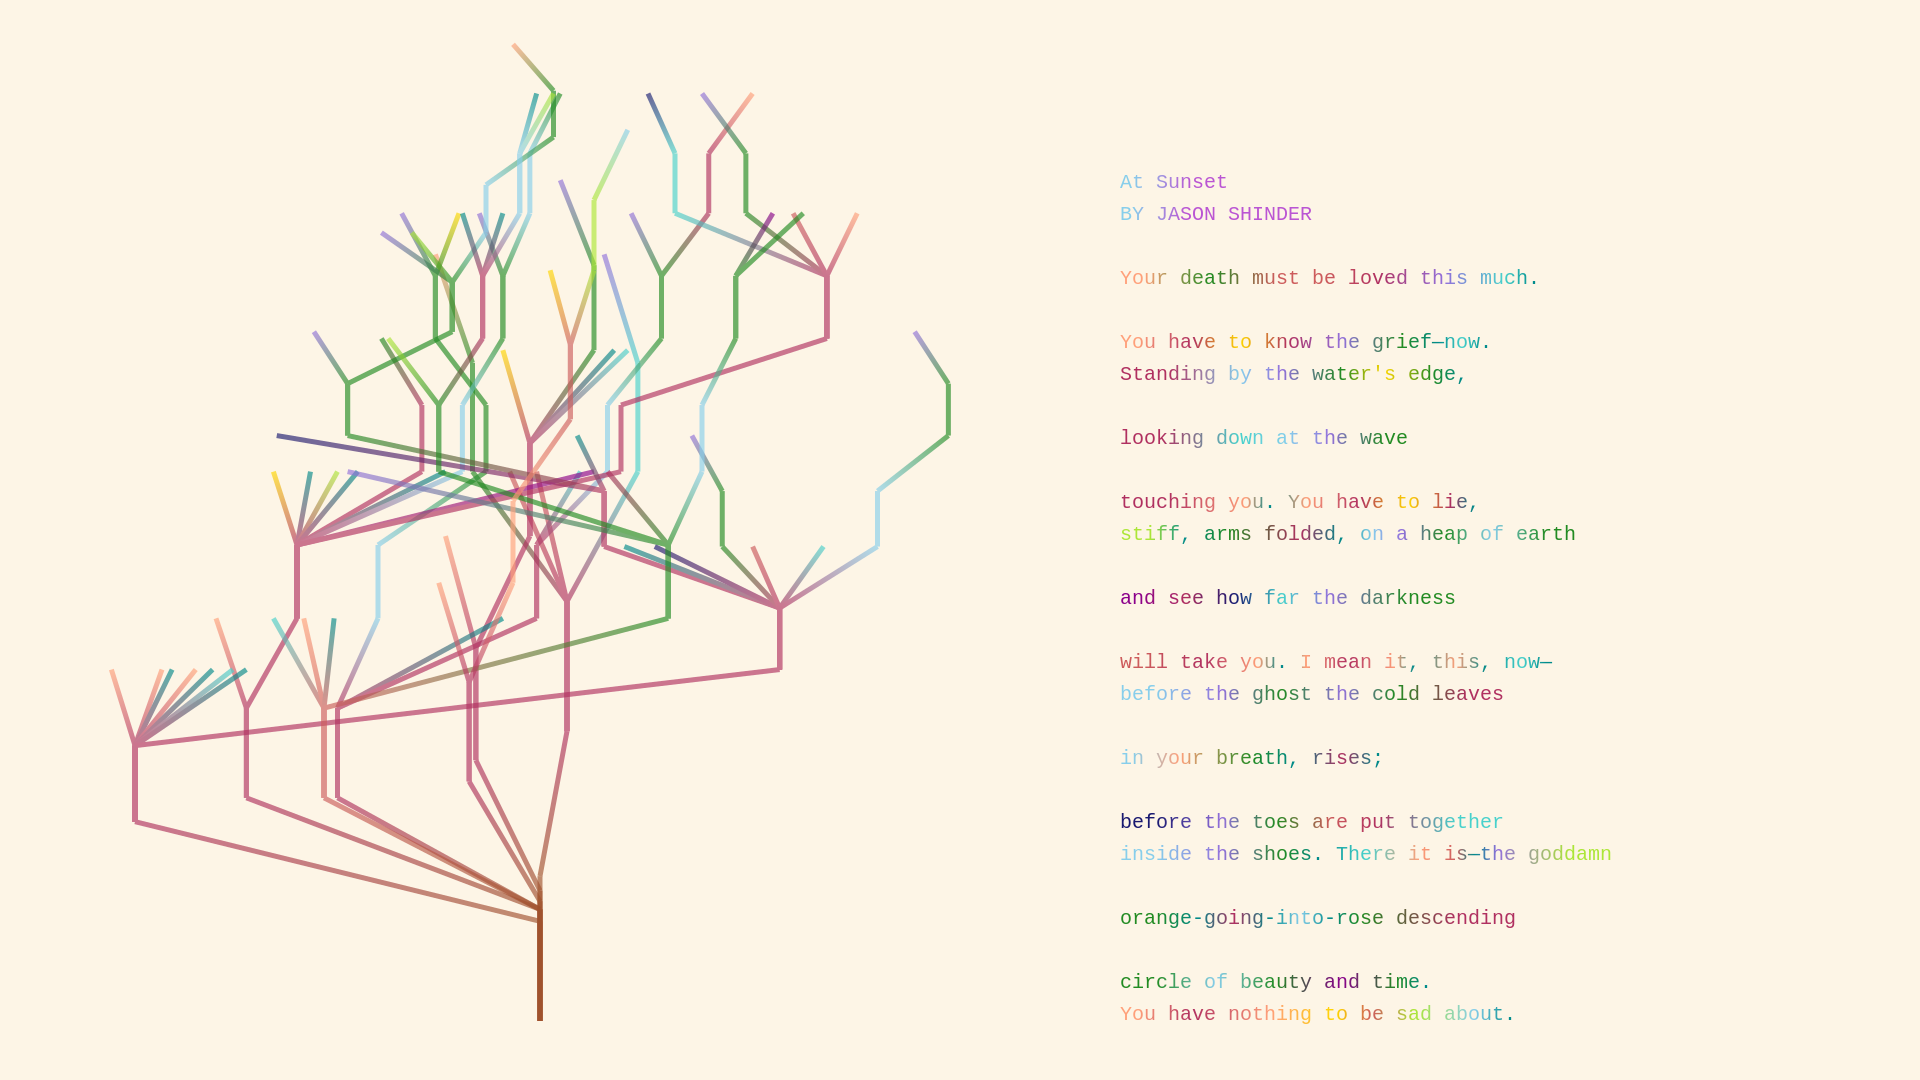 At Sunset
BY JASON SHINDER
Your death must be loved this much.
You have to know the grief—now.
Standing by the water's edge,
looking down at the wave
touching you. You have to lie,
stiff, arms folded, on a heap of earth
and see how far the darkness
will take you. I mean it, this, now—
before the ghost the cold leaves
in your breath, rises;
before the toes are put together
inside the shoes. There it is—the goddamn
orange-going-into-rose descending
circle of beauty and time.
You have nothing to be sad about.